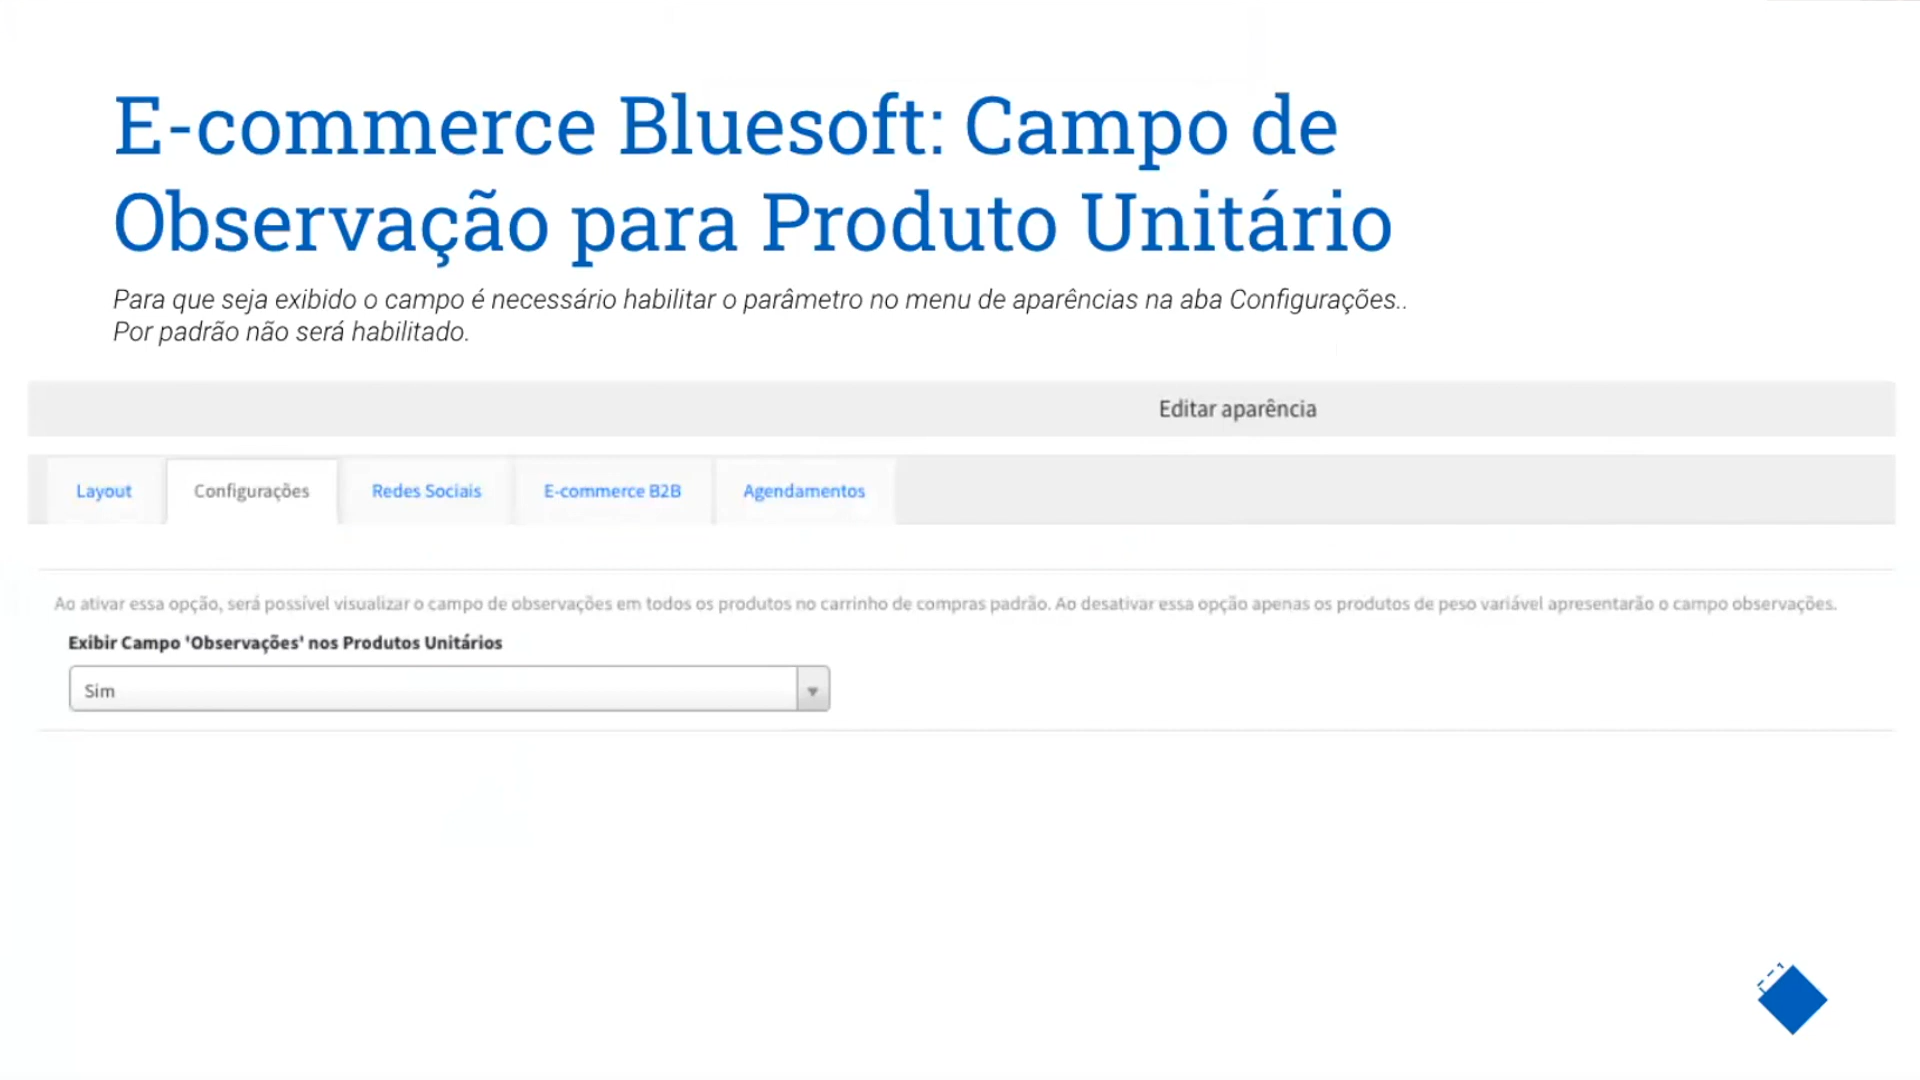 E-commerce Bluesoft: Campo de
Observação para Produto Unitário
Para que seja exibido o campo é necessário habilitar o parâmetro no menu de aparências na aba Configurações..
Por padrão não será habilitado.
Editar aparência
Layout Configurações Redes Sociais E-commerce B2B Agendamentos
Ao ativar essa opção, será possível visualizar o campo de observações em todos os produtos no carrinho de compras padrão. Ao desativar essa opção apenas os produtos de peso variável apresentarão o campo observações.
Exibir Campo 'Observações' nos Produtos Unitários
Sim